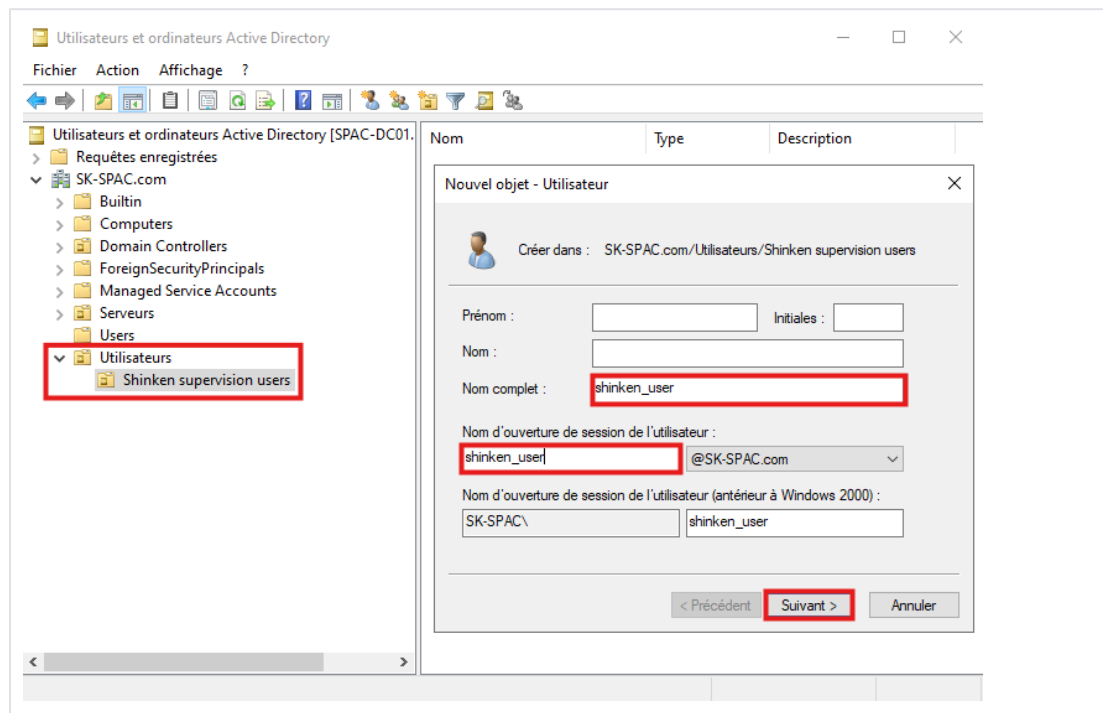 Utilisateurs et ordinateurs Active Directory
Fichier Action Affichage ?
Utilisateurs et ordinateurs Active Directory [SPAC-DC01.
Requêtes enregistrées
SK-SPAC.com
Builtin
Computers
Domain Controllers
ForeignSecurityPrincipals
Managed Service Accounts
Serveurs
Users
Utilisateurs
Shinken supervision users
Nom Type Description
Nouvel objet - Utilisateur
Créer dans : SK-SPAC.com/Utilisateurs/Shinken supervision users
Prénom : Initiales :
Nom :
Nom complet : shinken_user
Nom d'ouverture de session de l'utilisateur :
shinken_user @SK-SPAC.com
Nom d'ouverture de session de l'utilisateur (antérieur à Windows 2000) :
SK-SPAC\ shinken_user
< Précédent Suivant > Annuler